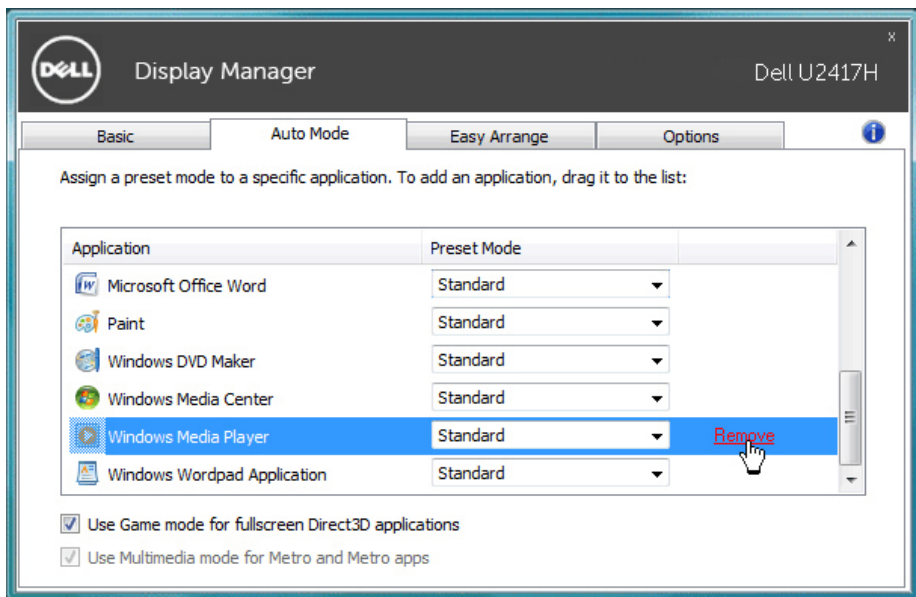 x
DELL
Display Manager
Dell U2417H
Basic
Auto Mode
Easy Arrange
Options
i
Assign a preset mode to a specific application. To add an application, drag it to the list:
Application Preset Mode
Microsoft Office Word Standard
Paint Standard
Windows DVD Maker Standard
Windows Media Center Standard
Windows Media Player Standard Remove
Windows Wordpad Application Standard
Use Game mode for fullscreen Direct3D applications
Use Multimedia mode for Metro and Metro apps